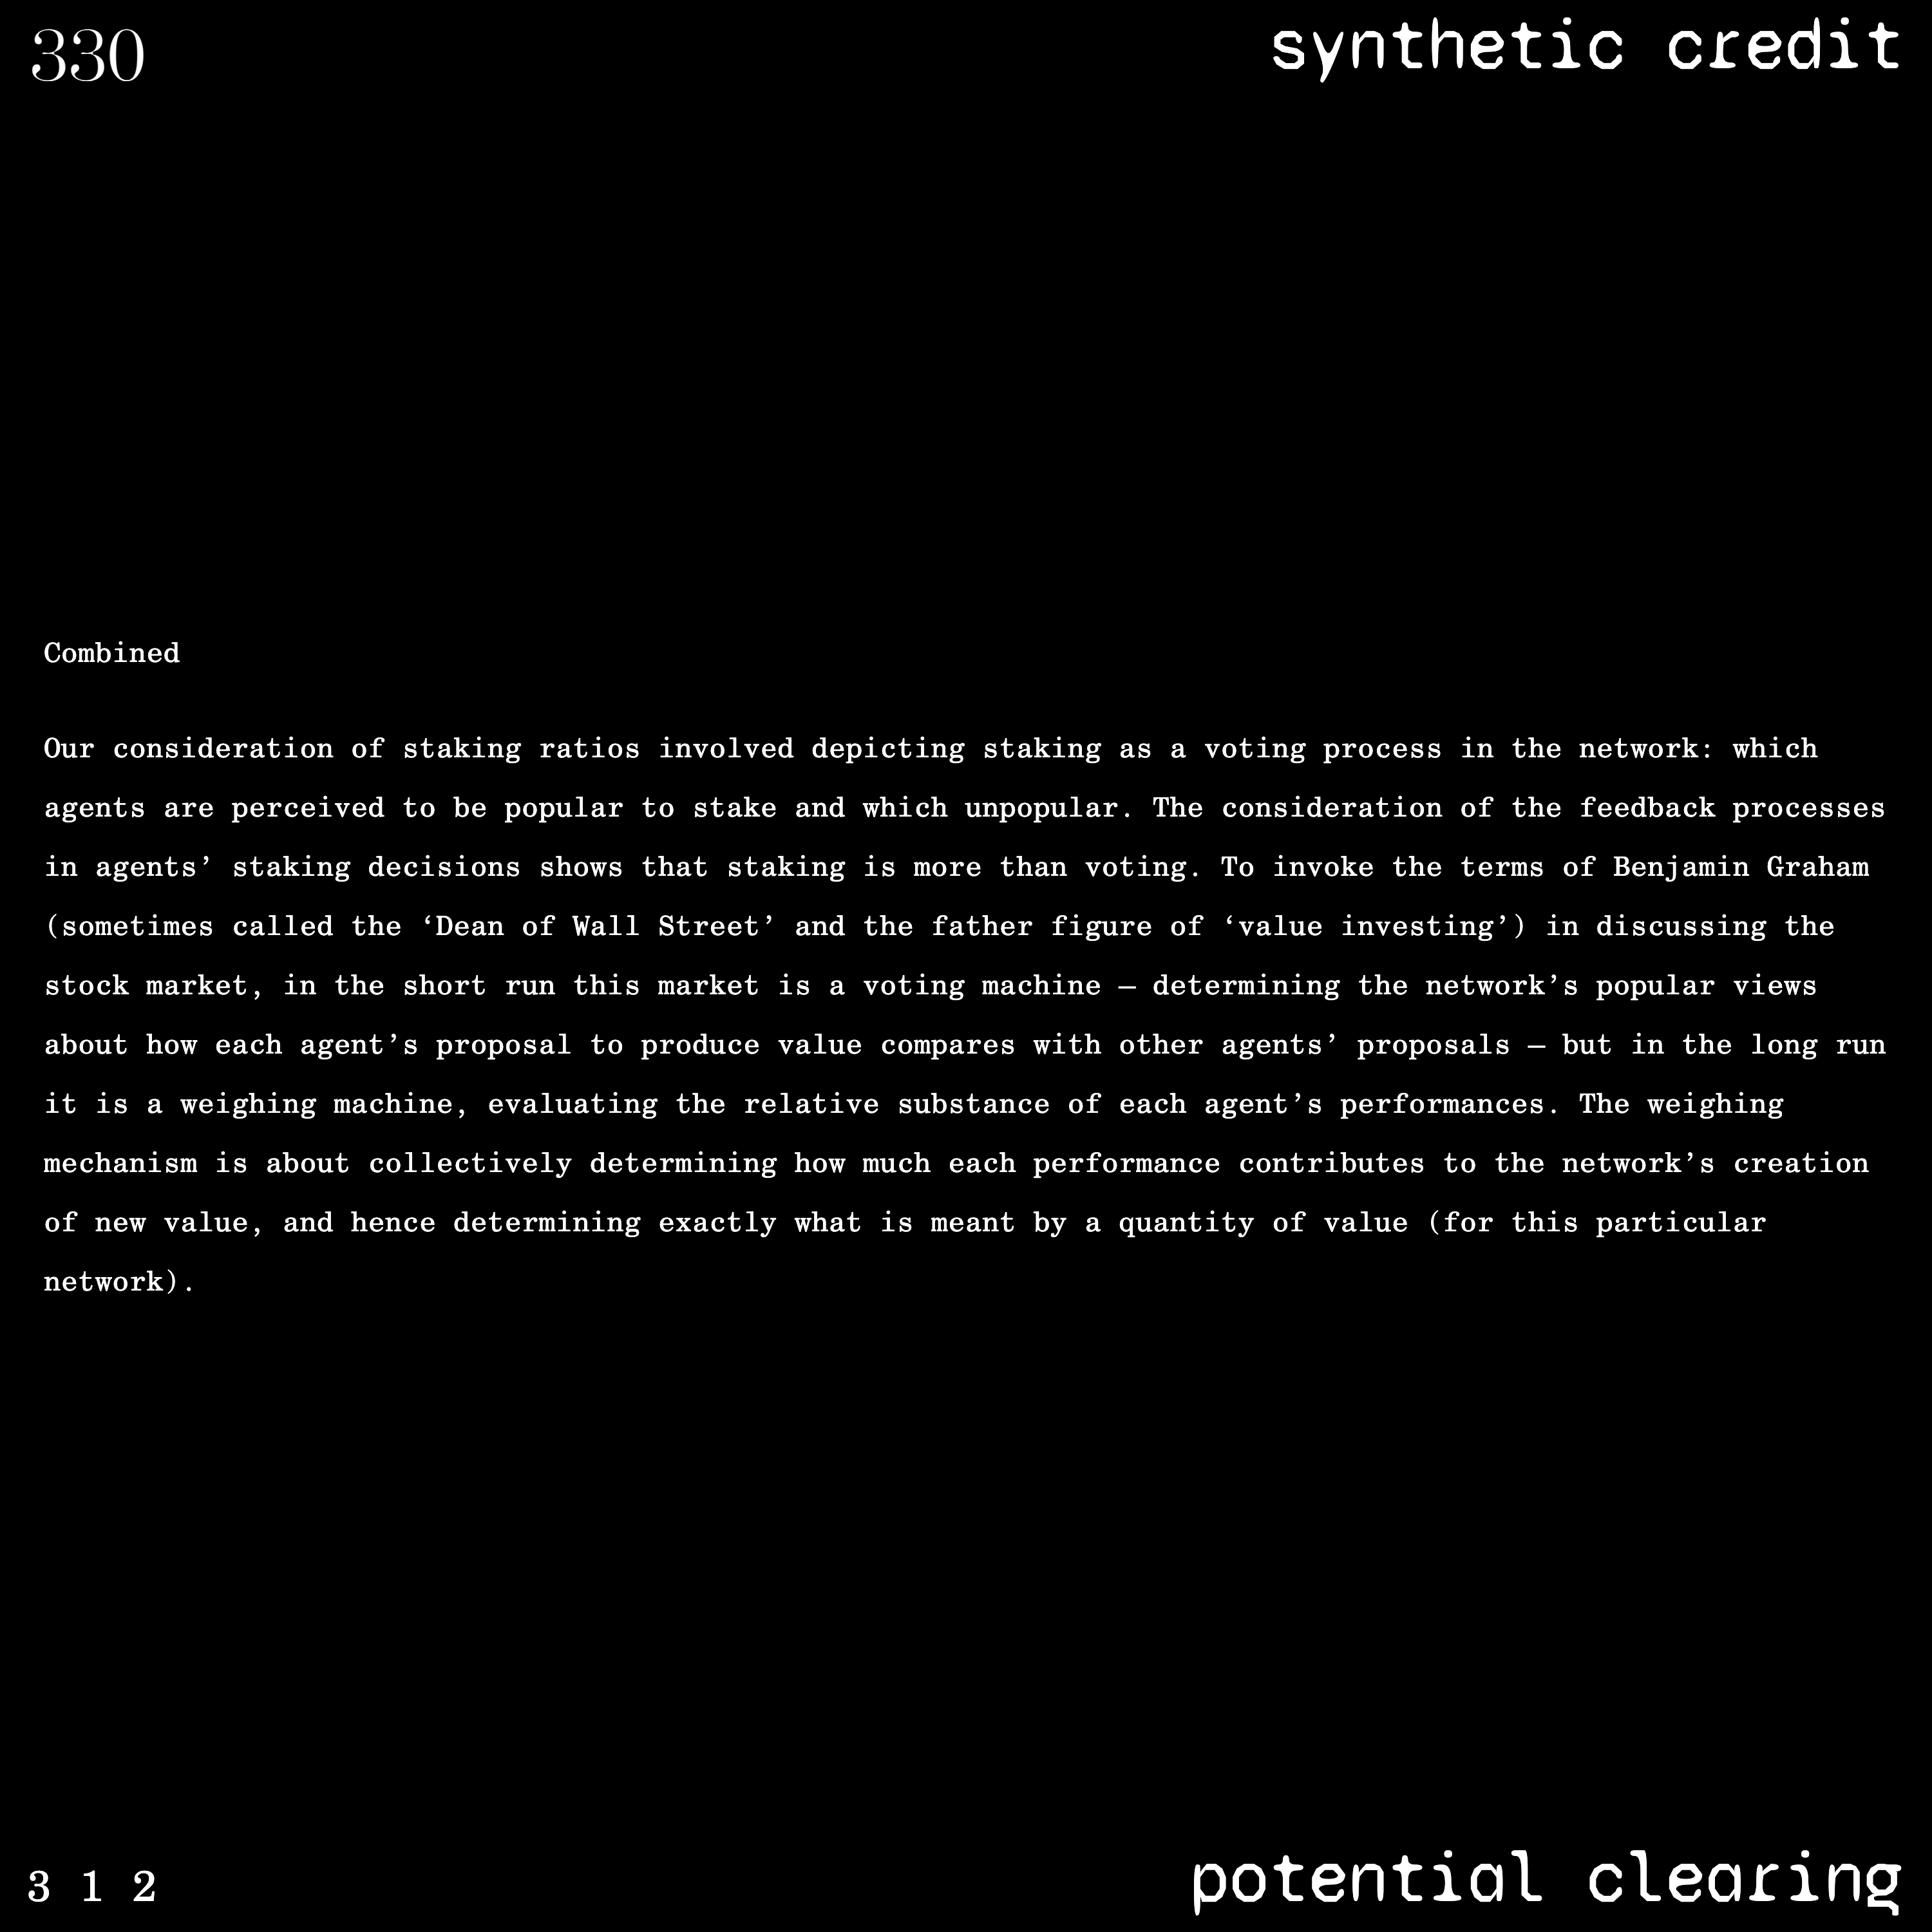 330
synthetic credit
Combined
Our consideration of staking ratios involved depicting staking as a voting process in the network: which
agents are perceived to be popular to stake and which unpopular. The consideration of the feedback processes
in agents’ staking decisions shows that staking is more than voting. To invoke the terms of Benjamin Graham
(sometimes called the ‘Dean of Wall Street’ and the father figure of ‘value investing’) in discussing the
stock market, in the short run this market is a voting machine — determining the network’s popular views
about how each agent’s proposal to produce value compares with other agents’ proposals — but in the long run
it is a weighing machine, evaluating the relative substance of each agent’s performances. The weighing
mechanism is about collectively determining how much each performance contributes to the network’s creation
of new value, and hence determining exactly what is meant by a quantity of value (for this particular
network).
3 1 2
potential clearing